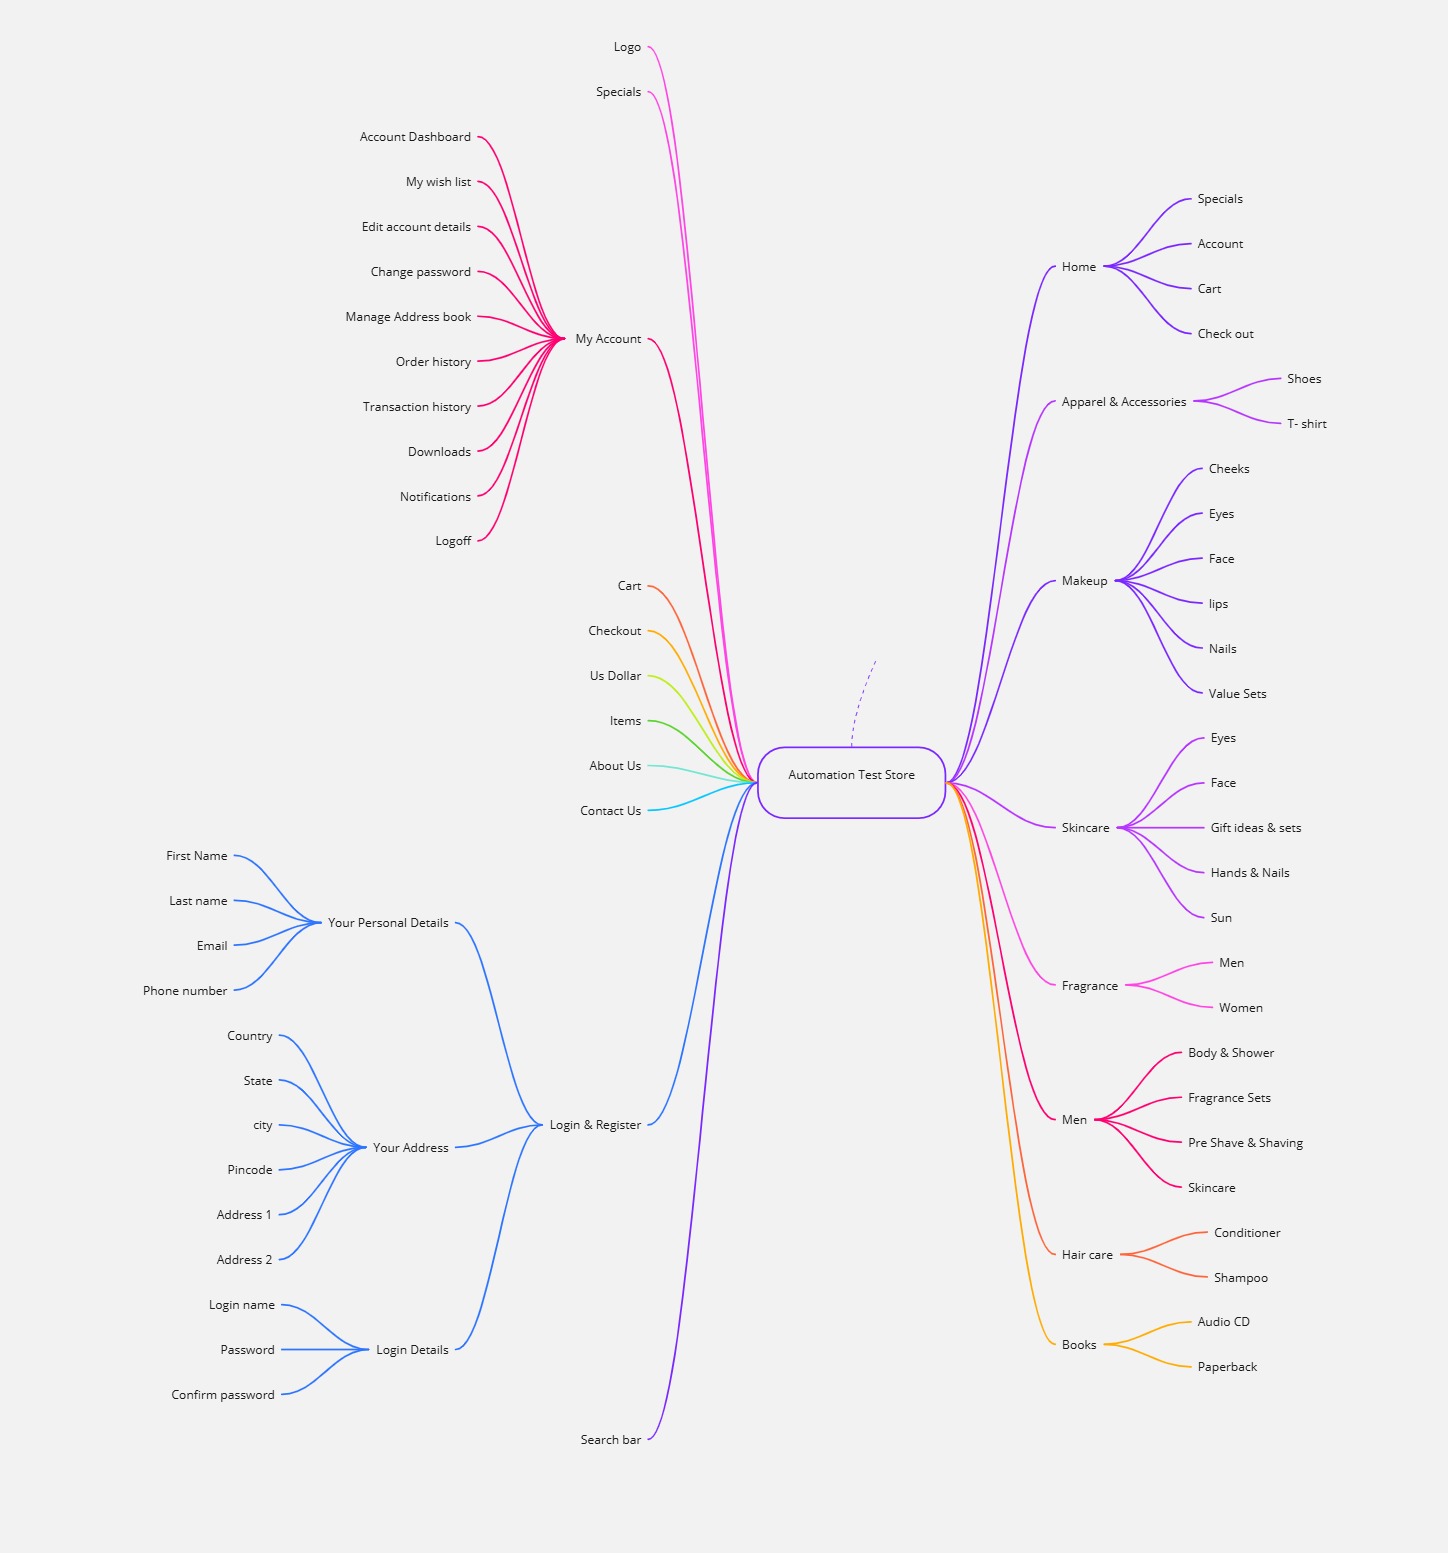 Automation Test Store
Logo
Specials
My Account
Account Dashboard
My wish list
Edit account details
Change password
Manage Address book
Order history
Transaction history
Downloads
Notifications
Logoff
Cart
Checkout
Us Dollar
Items
About Us
Contact Us
Login & Register
Your Personal Details
First Name
Last name
Email
Phone number
Your Address
Country
State
city
Pincode
Address 1
Address 2
Login Details
Login name
Password
Confirm password
Search bar
Home
Specials
Account
Cart
Check out
Apparel & Accessories
Shoes
T- shirt
Makeup
Cheeks
Eyes
Face
lips
Nails
Value Sets
Skincare
Eyes
Face
Gift ideas & sets
Hands & Nails
Sun
Fragrance
Men
Women
Men
Body & Shower
Fragrance Sets
Pre Shave & Shaving
Skincare
Hair care
Conditioner
Shampoo
Books
Audio CD
Paperback